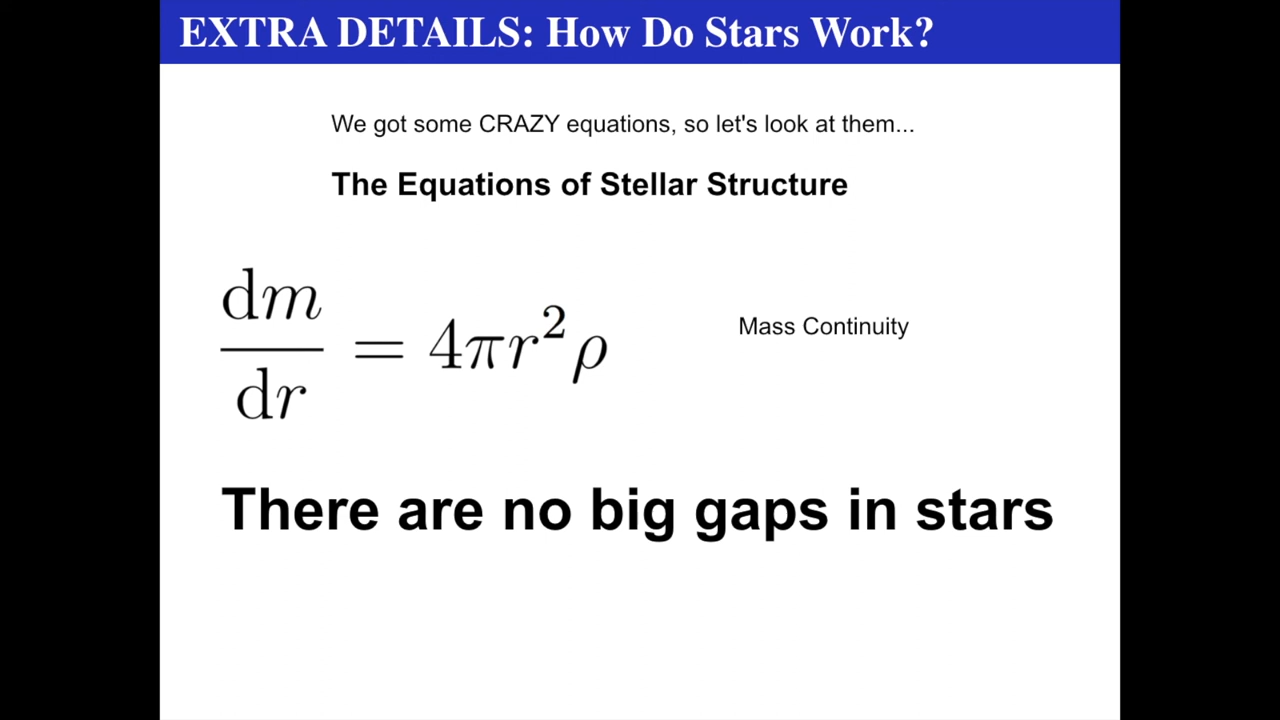 EXTRA DETAILS: How Do Stars Work?
We got some CRAZY equations, so let's look at them...
The Equations of Stellar Structure
dm/dr = 4πr²ρ
Mass Continuity
There are no big gaps in stars